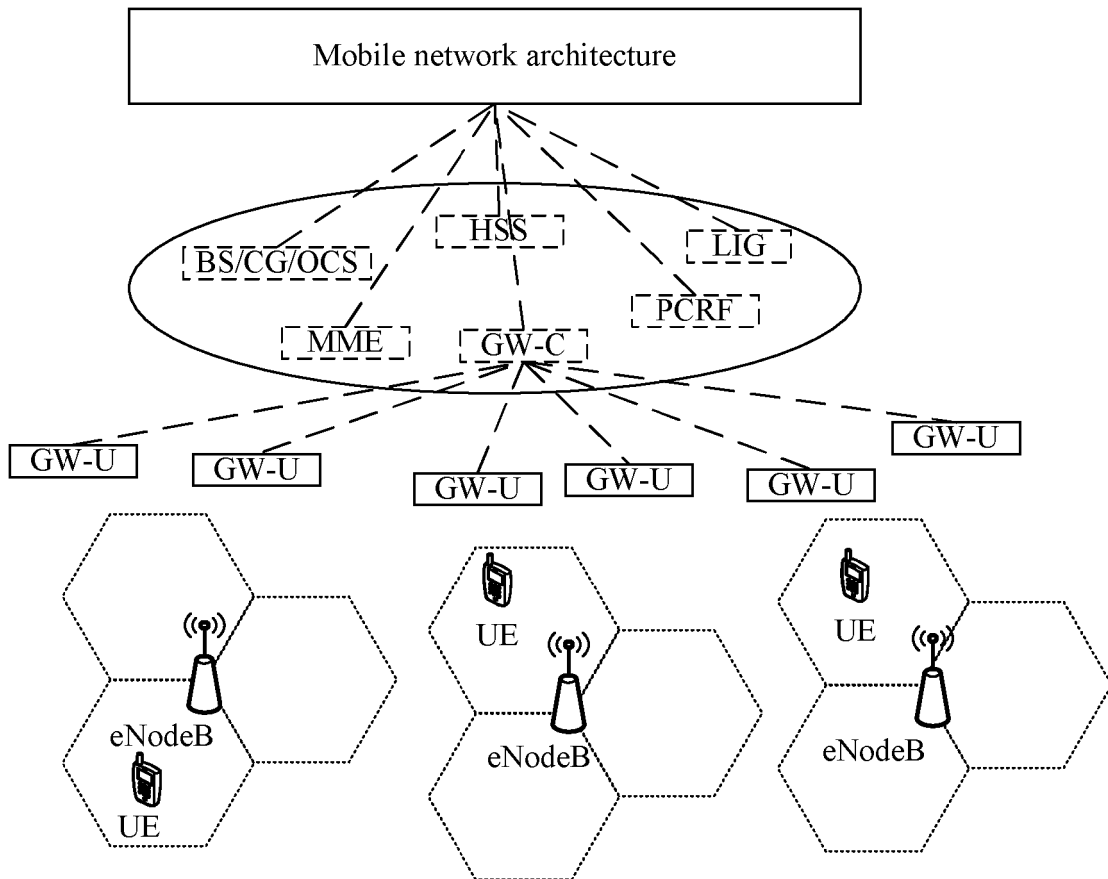 Mobile network architecture
HSS
BS/CG/OCS
LIG
PCRF
MME
GW-C
GW-U
GW-U
GW-U
GW-U
GW-U
GW-U
UE
UE
eNodeB
eNodeB
eNodeB
UE